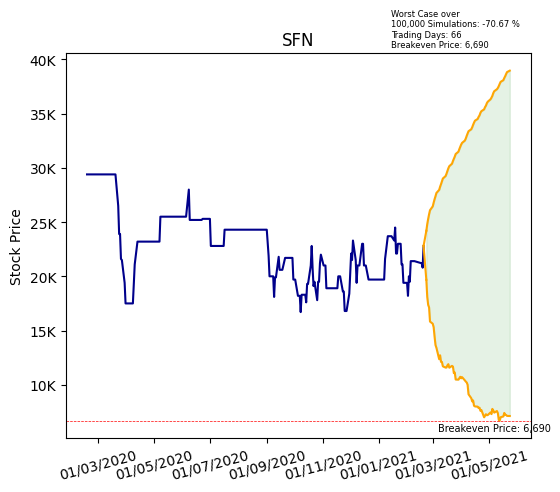 Worst Case over
100,000 Simulations: -70.67 %
Trading Days: 66
Breakeven Price: 6,690
SFN
Stock Price
40K
35K
30K
25K
20K
15K
10K
Breakeven Price: 6,690
01/03/2020
01/05/2020
01/07/2020
01/09/2020
01/11/2020
01/01/2021
01/03/2021
01/05/2021